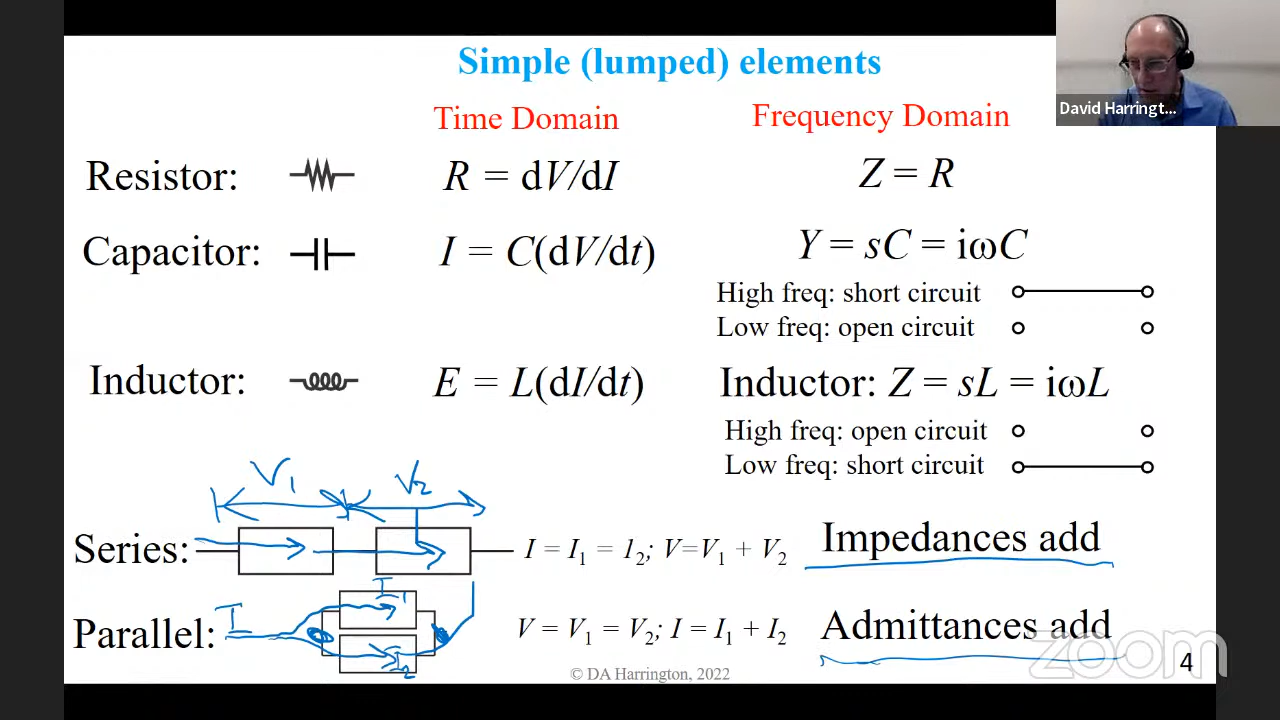 Simple (lumped) elements
Time Domain Frequency Domain
David Harringt...
Resistor: R = dV/dI Z = R
Capacitor: I = C(dV/dt) Y = sC = iωC
High freq: short circuit
Low freq: open circuit
Inductor: E = L(dI/dt) Inductor: Z = sL = iωL
High freq: open circuit
Low freq: short circuit
V₁ V₂
Series: I = I₁ = 1₂; V=V₁ + V₂ Impedances add
I₁
Parallel: I V = V₁ = V₂; I = I₁ + I₂ Admittances add
I₂
© DA Harrington, 2022
zoom
4